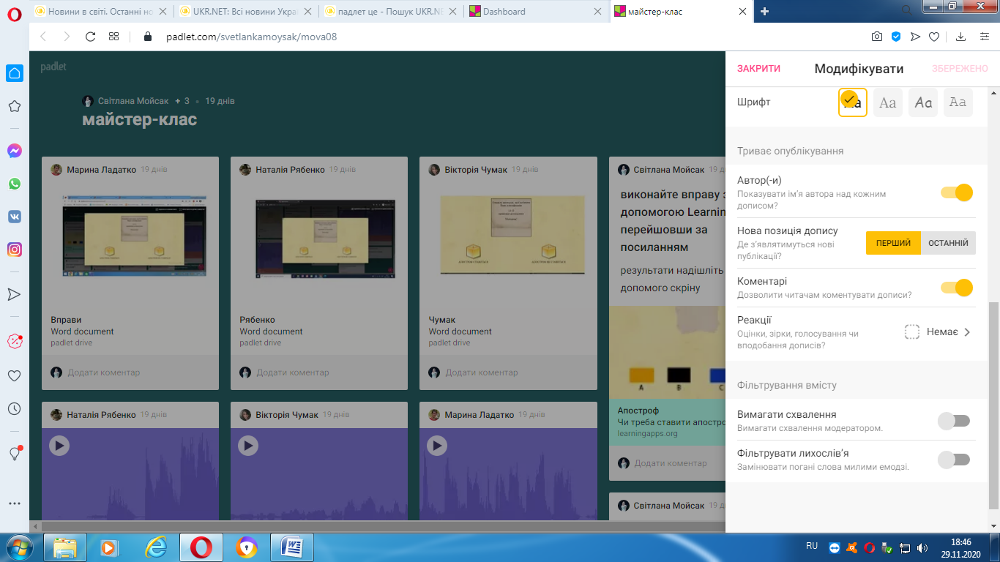 Новини в світі. Останні но
UKR.NET: Всі новини Украї
падлет це - Пошук UKR.NE
Dashboard
майстер-клас
padlet.com/svetlankamoysak/mova08
padlet
Світлана Мойсак + 3 • 19 днів
майстер-клас
Марина Ладатко 19 днів
Вправи
Word document
padlet drive
Додати коментар
Наталія Рябенко 19 днів
Рябенко
Word document
padlet drive
Додати коментар
Вікторія Чумак 19 днів
Чумак
Word document
padlet drive
Додати коментар
Світлана Мойсак 19 д
виконайте вправу з
допомогою Learnin
перейшовши за
посиланням
результати надішліть
допомого скріну
A B C
Апостроф
Чи треба ставити апостро
learningapps.org
Додати коментар
Наталія Рябенко 19 днів
Вікторія Чумак 19 днів
Марина Ладатко 19 днів
Світлана Мойсак 19 д
ЗАКРИТИ
Модифікувати
ЗБЕРЕЖЕНО
Шрифт
Aa Aa Aa
Триває опублікування
Автор(-и)
Показувати ім’я автора над кожним
дописом?
Нова позиція допису
Де з’являтимуться нові
публікації?
ПЕРШИЙ ОСТАННІЙ
Коментарі
Дозволити читачам коментувати дописи?
Реакції
Оцінки, зірки, голосування чи
вподобання дописів?
Немає
Фільтрування вмісту
Вимагати схвалення
Вимагати схвалення модератором.
Фільтрувати лихослів’я
Замінювати погані слова милими емодзі.
RU
18:46
29.11.2020